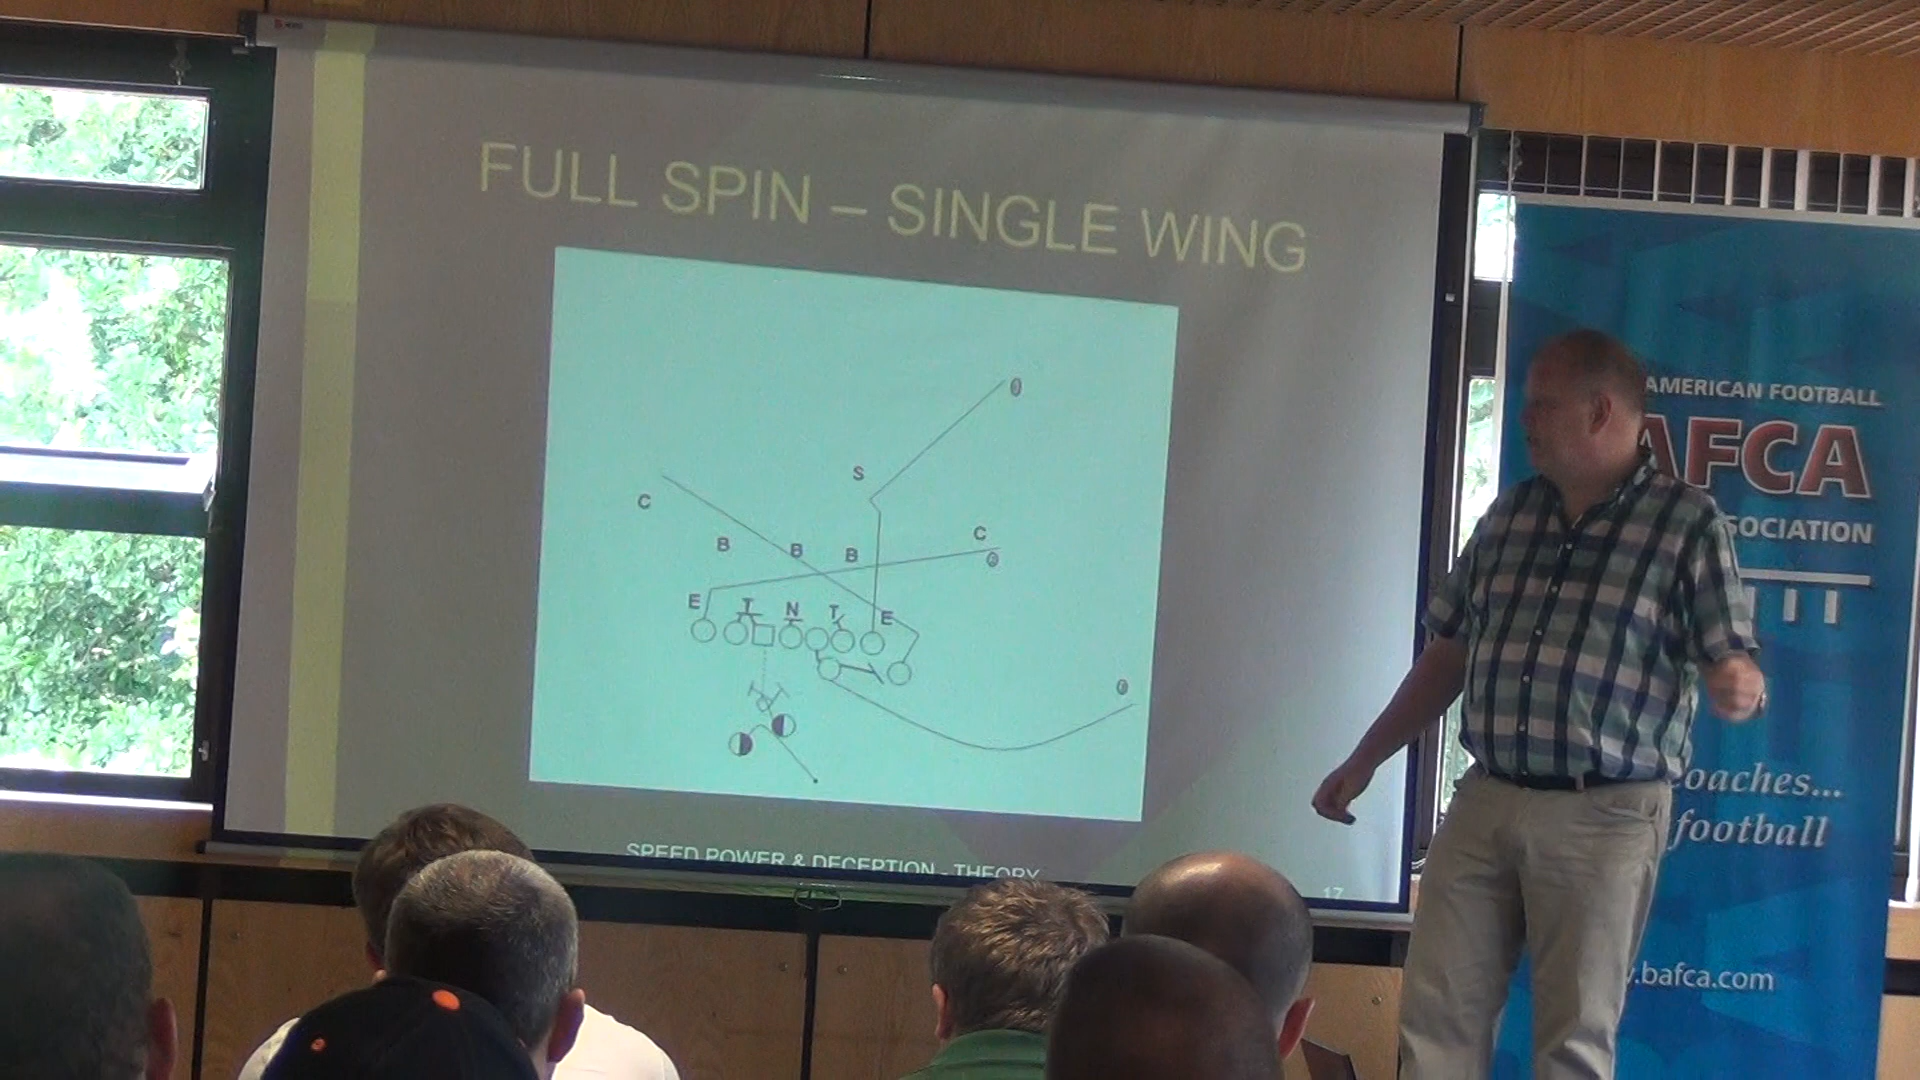 FULL SPIN – SINGLE WING
S
C
C
B
B
B
E
T
N
T
E
SPEED POWER & DECEPTION - THEORY
17
AMERICAN FOOTBALL
AFCA
SOCIATION
oaches...
football
.bafca.com